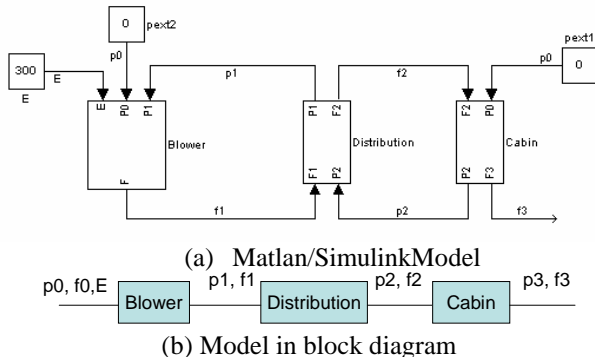 pext2
0
p0
pext1
p0
0
300
E
E
p1
f2
E
P0
P1
Blower
F
P1
F2
Distribution
F1
P2
F2
P0
Cabin
P2
F3
f1
p2
f3
(a) Matlan/SimulinkModel
p0, f0,E
Blower
p1, f1
Distribution
p2, f2
Cabin
p3, f3
(b) Model in block diagram